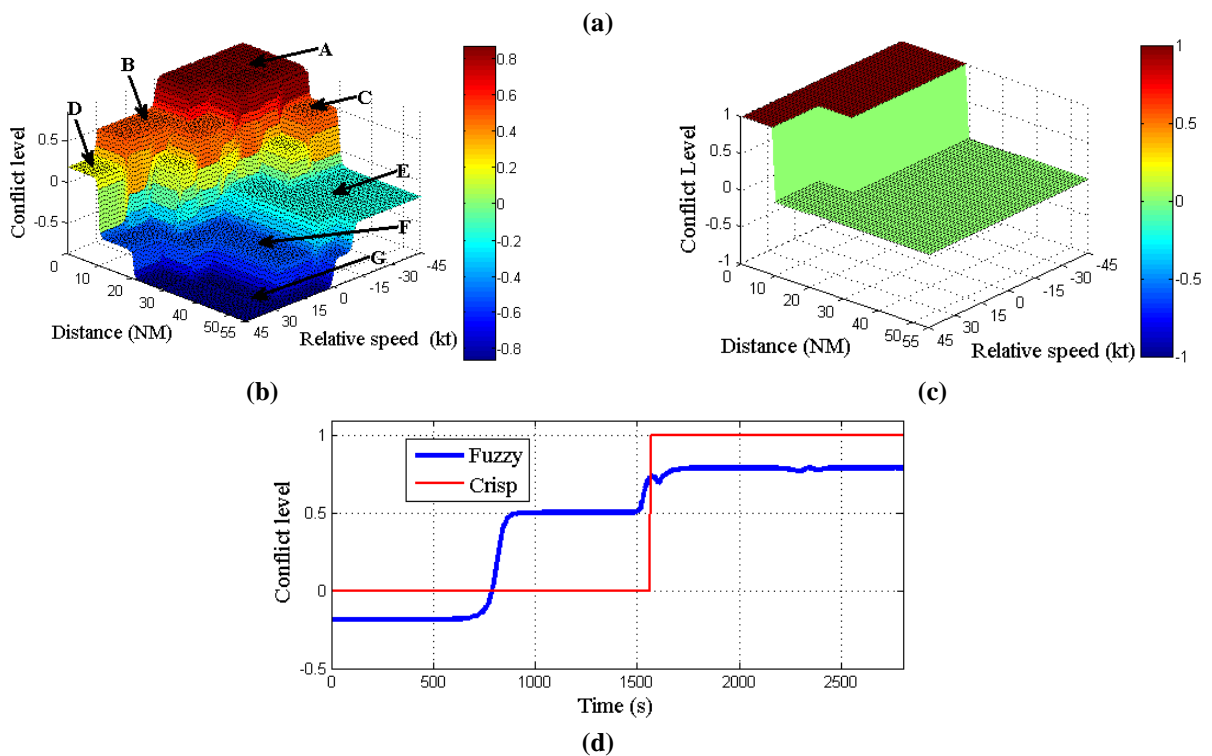 (a)
A
B
C
D
E
F
G
0.5
0
-0.5
Conflict level
0
10
20
30
40
50
55
Distance (NM)
45
30
15
0
-15
-30
-45
Relative speed (kt)
0.8
0.6
0.4
0.2
0
-0.2
-0.4
-0.6
-0.8
(b)
1
0.5
0
-0.5
-1
Conflict Level
0
10
20
30
40
50
55
Distance (NM)
45
30
15
0
-15
-30
-45
Relative speed (kt)
1
0.5
0
-0.5
-1
(c)
1
0.5
0
-0.5
Conflict level
Fuzzy
Crisp
0
500
1000
1500
2000
2500
Time (s)
(d)